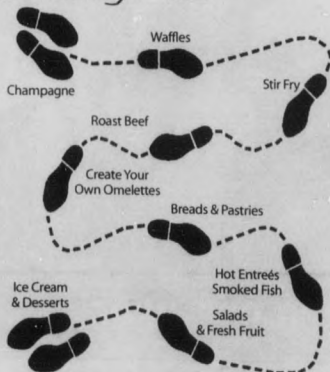 Waffles
Champagne
Stir Fry
Roast Beef
Create Your
Own Omelettes
Breads & Pastries
Hot Entreés
Smoked Fish
Salads
& Fresh Fruit
Ice Cream
& Desserts